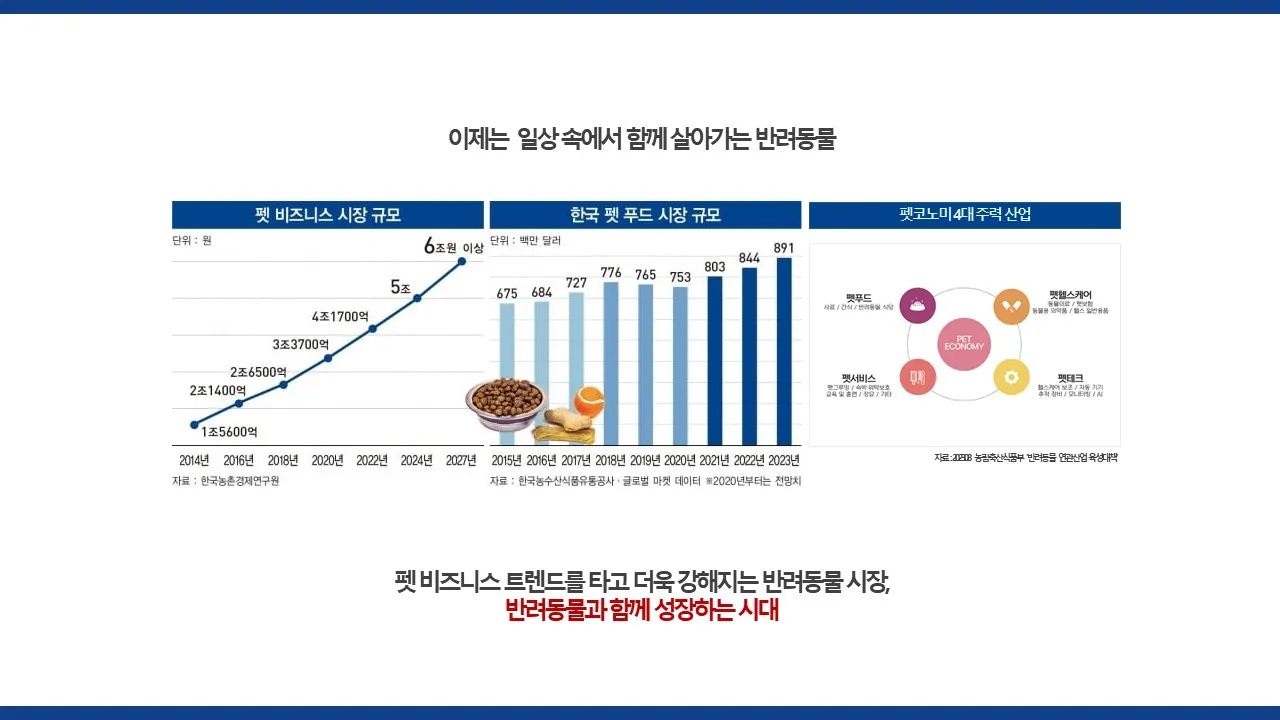 이제는 일상 속에서 함께 살아가는 반려동물
펫 비즈니스 시장 규모
단위 : 원
6조원 이상
5조
4조1700억
3조3700억
2조6500억
2조1400억
1조5600억
2014년 2016년 2018년 2020년 2022년 2024년 2027년
자료 : 한국농촌경제연구원
한국 펫 푸드 시장 규모
단위 : 백만 달러
675 684 727 776 765 753 803 844 891
2015년 2016년 2017년 2018년 2019년 2020년 2021년 2022년 2023년
자료 : 한국농수산식품유통공사·글로벌 마켓 데이터 ※2020년부터는 전망치
펫코노미 4대 주력 산업
펫푸드
사료 / 간식 / 반려동물 식당
펫헬스케어
동물의료 / 펫보험
동물용 의약품 / 헬스 일반용품
PET
ECONOMY
펫서비스
펫그루밍 / 숙박·위탁보호
교육 및 훈련 / 장묘 / 기타
펫테크
헬스케어 보조 / 자동 기기
추적 장비 / 모니터링 / AI
자료 : 농림축산식품부 '반려동물 연관산업 육성대책'
펫 비즈니스 트렌드를 타고 더욱 강해지는 반려동물 시장,
반려동물과 함께 성장하는 시대